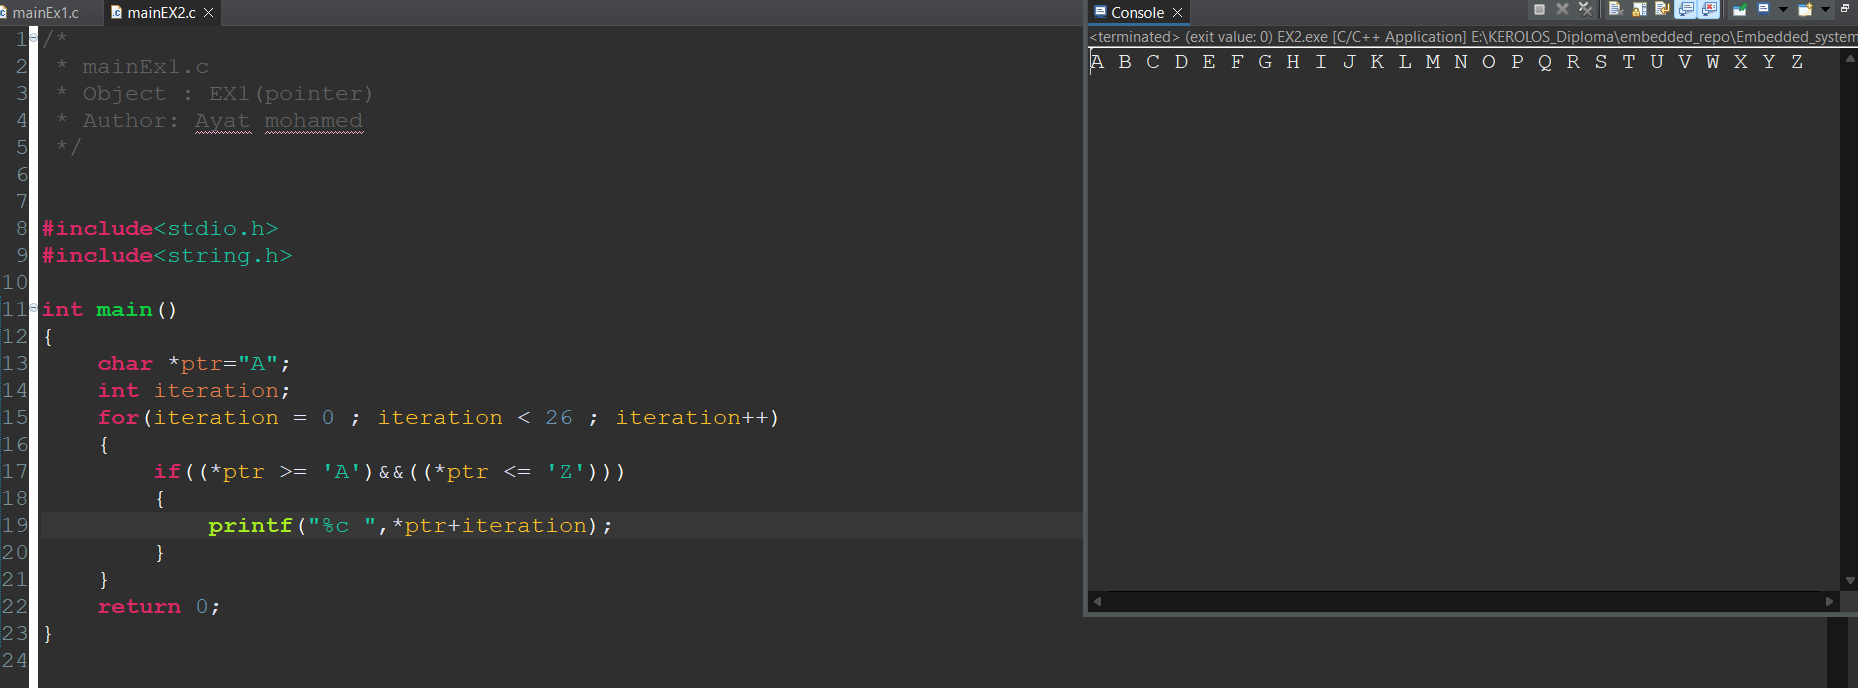 mainEx1.c
mainEX2.c
1 /*
2  * mainEx1.c
3  * Object : EX1(pointer)
4  * Author: Ayat mohamed
5  */
6
7
8 #include<stdio.h>
9 #include<string.h>
10
11 int main()
12 {
13     char *ptr="A";
14     int iteration;
15     for(iteration = 0 ; iteration < 26 ; iteration++)
16     {
17         if((*ptr >= 'A')&&((*ptr <= 'Z')))
18         {
19             printf("%c ",*ptr+iteration);
20         }
21     }
22     return 0;
23 }
24
Console
<terminated> (exit value: 0) EX2.exe [C/C++ Application] E:\KEROLOS_Diploma\embedded_repo\Embedded_system
A B C D E F G H I J K L M N O P Q R S T U V W X Y Z